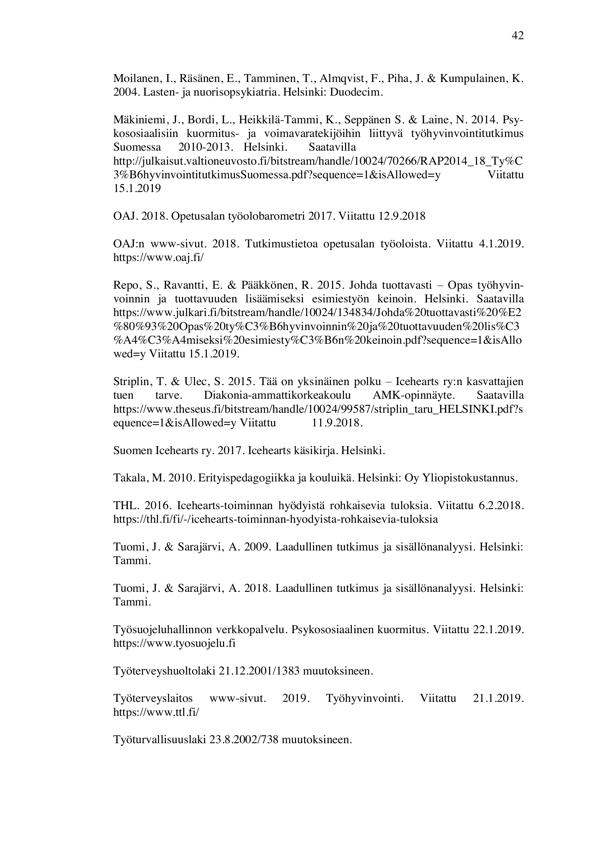 42
Moilanen, I., Räsänen, E., Tamminen, T., Almqvist, F., Piha, J. & Kumpulainen, K.
2004. Lasten- ja nuorisopsykiatria. Helsinki: Duodecim.
Mäkiniemi, J., Bordi, L., Heikkilä-Tammi, K., Seppänen S. & Laine, N. 2014. Psy-
kososiaalisiin kuormitus- ja voimavaratekijöihin liittyvä työhyvinvointitutkimus
Suomessa 2010-2013. Helsinki. Saatavilla
http://julkaisut.valtioneuvosto.fi/bitstream/handle/10024/70266/RAP2014_18_Ty%C
3%B6hyvinvointitutkimusSuomessa.pdf?sequence=1&isAllowed=y Viitattu
15.1.2019
OAJ. 2018. Opetusalan työolobarometri 2017. Viitattu 12.9.2018
OAJ:n www-sivut. 2018. Tutkimustietoa opetusalan työoloista. Viitattu 4.1.2019.
https://www.oaj.fi/
Repo, S., Ravantti, E. & Pääkkönen, R. 2015. Johda tuottavasti – Opas työhyvin-
voinnin ja tuottavuuden lisäämiseksi esimiestyön keinoin. Helsinki. Saatavilla
https://www.julkari.fi/bitstream/handle/10024/134834/Johda%20tuottavasti%20%E2
%80%93%20Opas%20ty%C3%B6hyvinvoinnin%20ja%20tuottavuuden%20lis%C3
%A4%C3%A4miseksi%20esimiesty%C3%B6n%20keinoin.pdf?sequence=1&isAllo
wed=y Viitattu 15.1.2019.
Striplin, T. & Ulec, S. 2015. Tää on yksinäinen polku – Icehearts ry:n kasvattajien
tuen tarve. Diakonia-ammattikorkeakoulu AMK-opinnäyte. Saatavilla
https://www.theseus.fi/bitstream/handle/10024/99587/striplin_taru_HELSINKI.pdf?s
equence=1&isAllowed=y Viitattu 11.9.2018.
Suomen Icehearts ry. 2017. Icehearts käsikirja. Helsinki.
Takala, M. 2010. Erityispedagogiikka ja kouluikä. Helsinki: Oy Yliopistokustannus.
THL. 2016. Icehearts-toiminnan hyödyistä rohkaisevia tuloksia. Viitattu 6.2.2018.
https://thl.fi/fi/-/icehearts-toiminnan-hyodyista-rohkaisevia-tuloksia
Tuomi, J. & Sarajärvi, A. 2009. Laadullinen tutkimus ja sisällönanalyysi. Helsinki:
Tammi.
Tuomi, J. & Sarajärvi, A. 2018. Laadullinen tutkimus ja sisällönanalyysi. Helsinki:
Tammi.
Työsuojeluhallinnon verkkopalvelu. Psykososiaalinen kuormitus. Viitattu 22.1.2019.
https://www.tyosuojelu.fi
Työterveyshuoltolaki 21.12.2001/1383 muutoksineen.
Työterveyslaitos www-sivut. 2019. Työhyvinvointi. Viitattu 21.1.2019.
https://www.ttl.fi/
Työturvallisuuslaki 23.8.2002/738 muutoksineen.